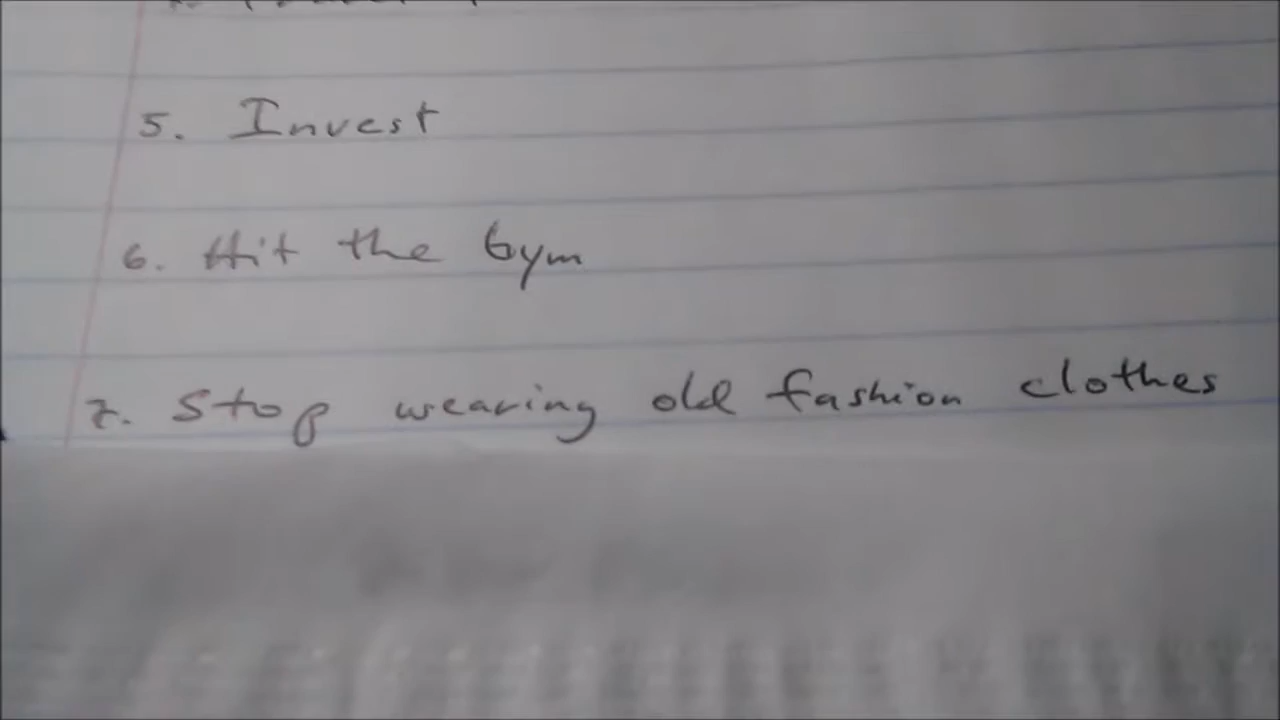 5. Invest
6. Hit the Gym
7. Stop wearing old fashion clothes